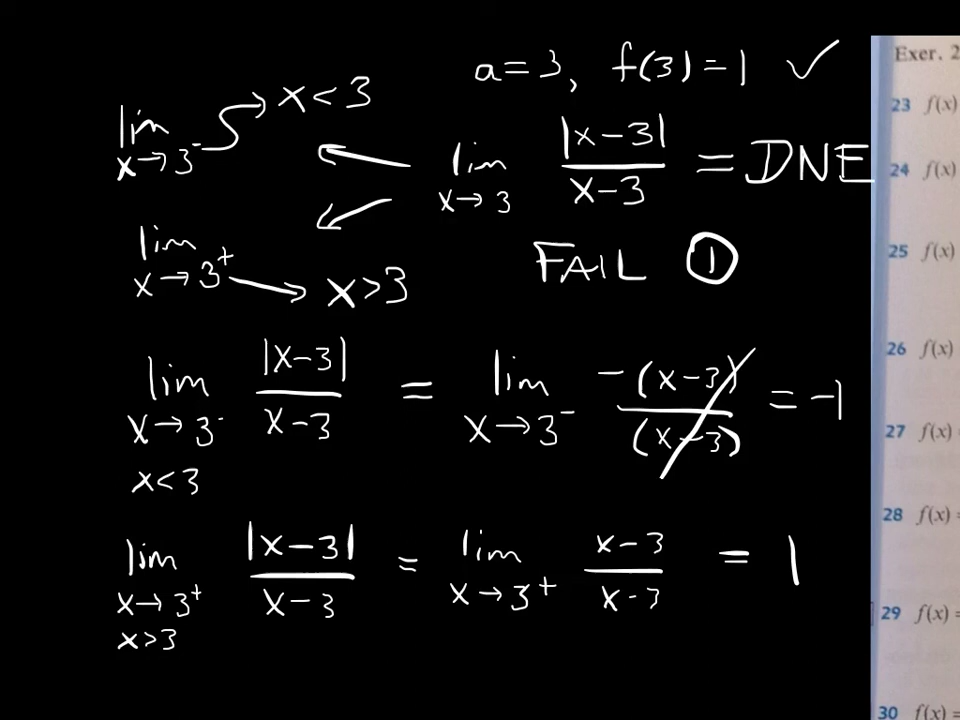 a = 3, f(3) = 1 ✓
lim x→3⁻ → x < 3
lim x→3 |x-3|/(x-3) = DNE
lim x→3⁺ → x > 3
FAIL ①
lim x→3⁻ |x-3|/(x-3) = lim x→3⁻ -(x-3)/(x-3) = -1
x < 3
lim x→3⁺ |x-3|/(x-3) = lim x→3⁺ (x-3)/(x-3) = 1
x > 3
Exer. 2
23 f(x)
24 f(x)
25 f(x)
26 f(x)
27 f(x) =
28 f(x) =
29 f(x) =
30 f(x) =